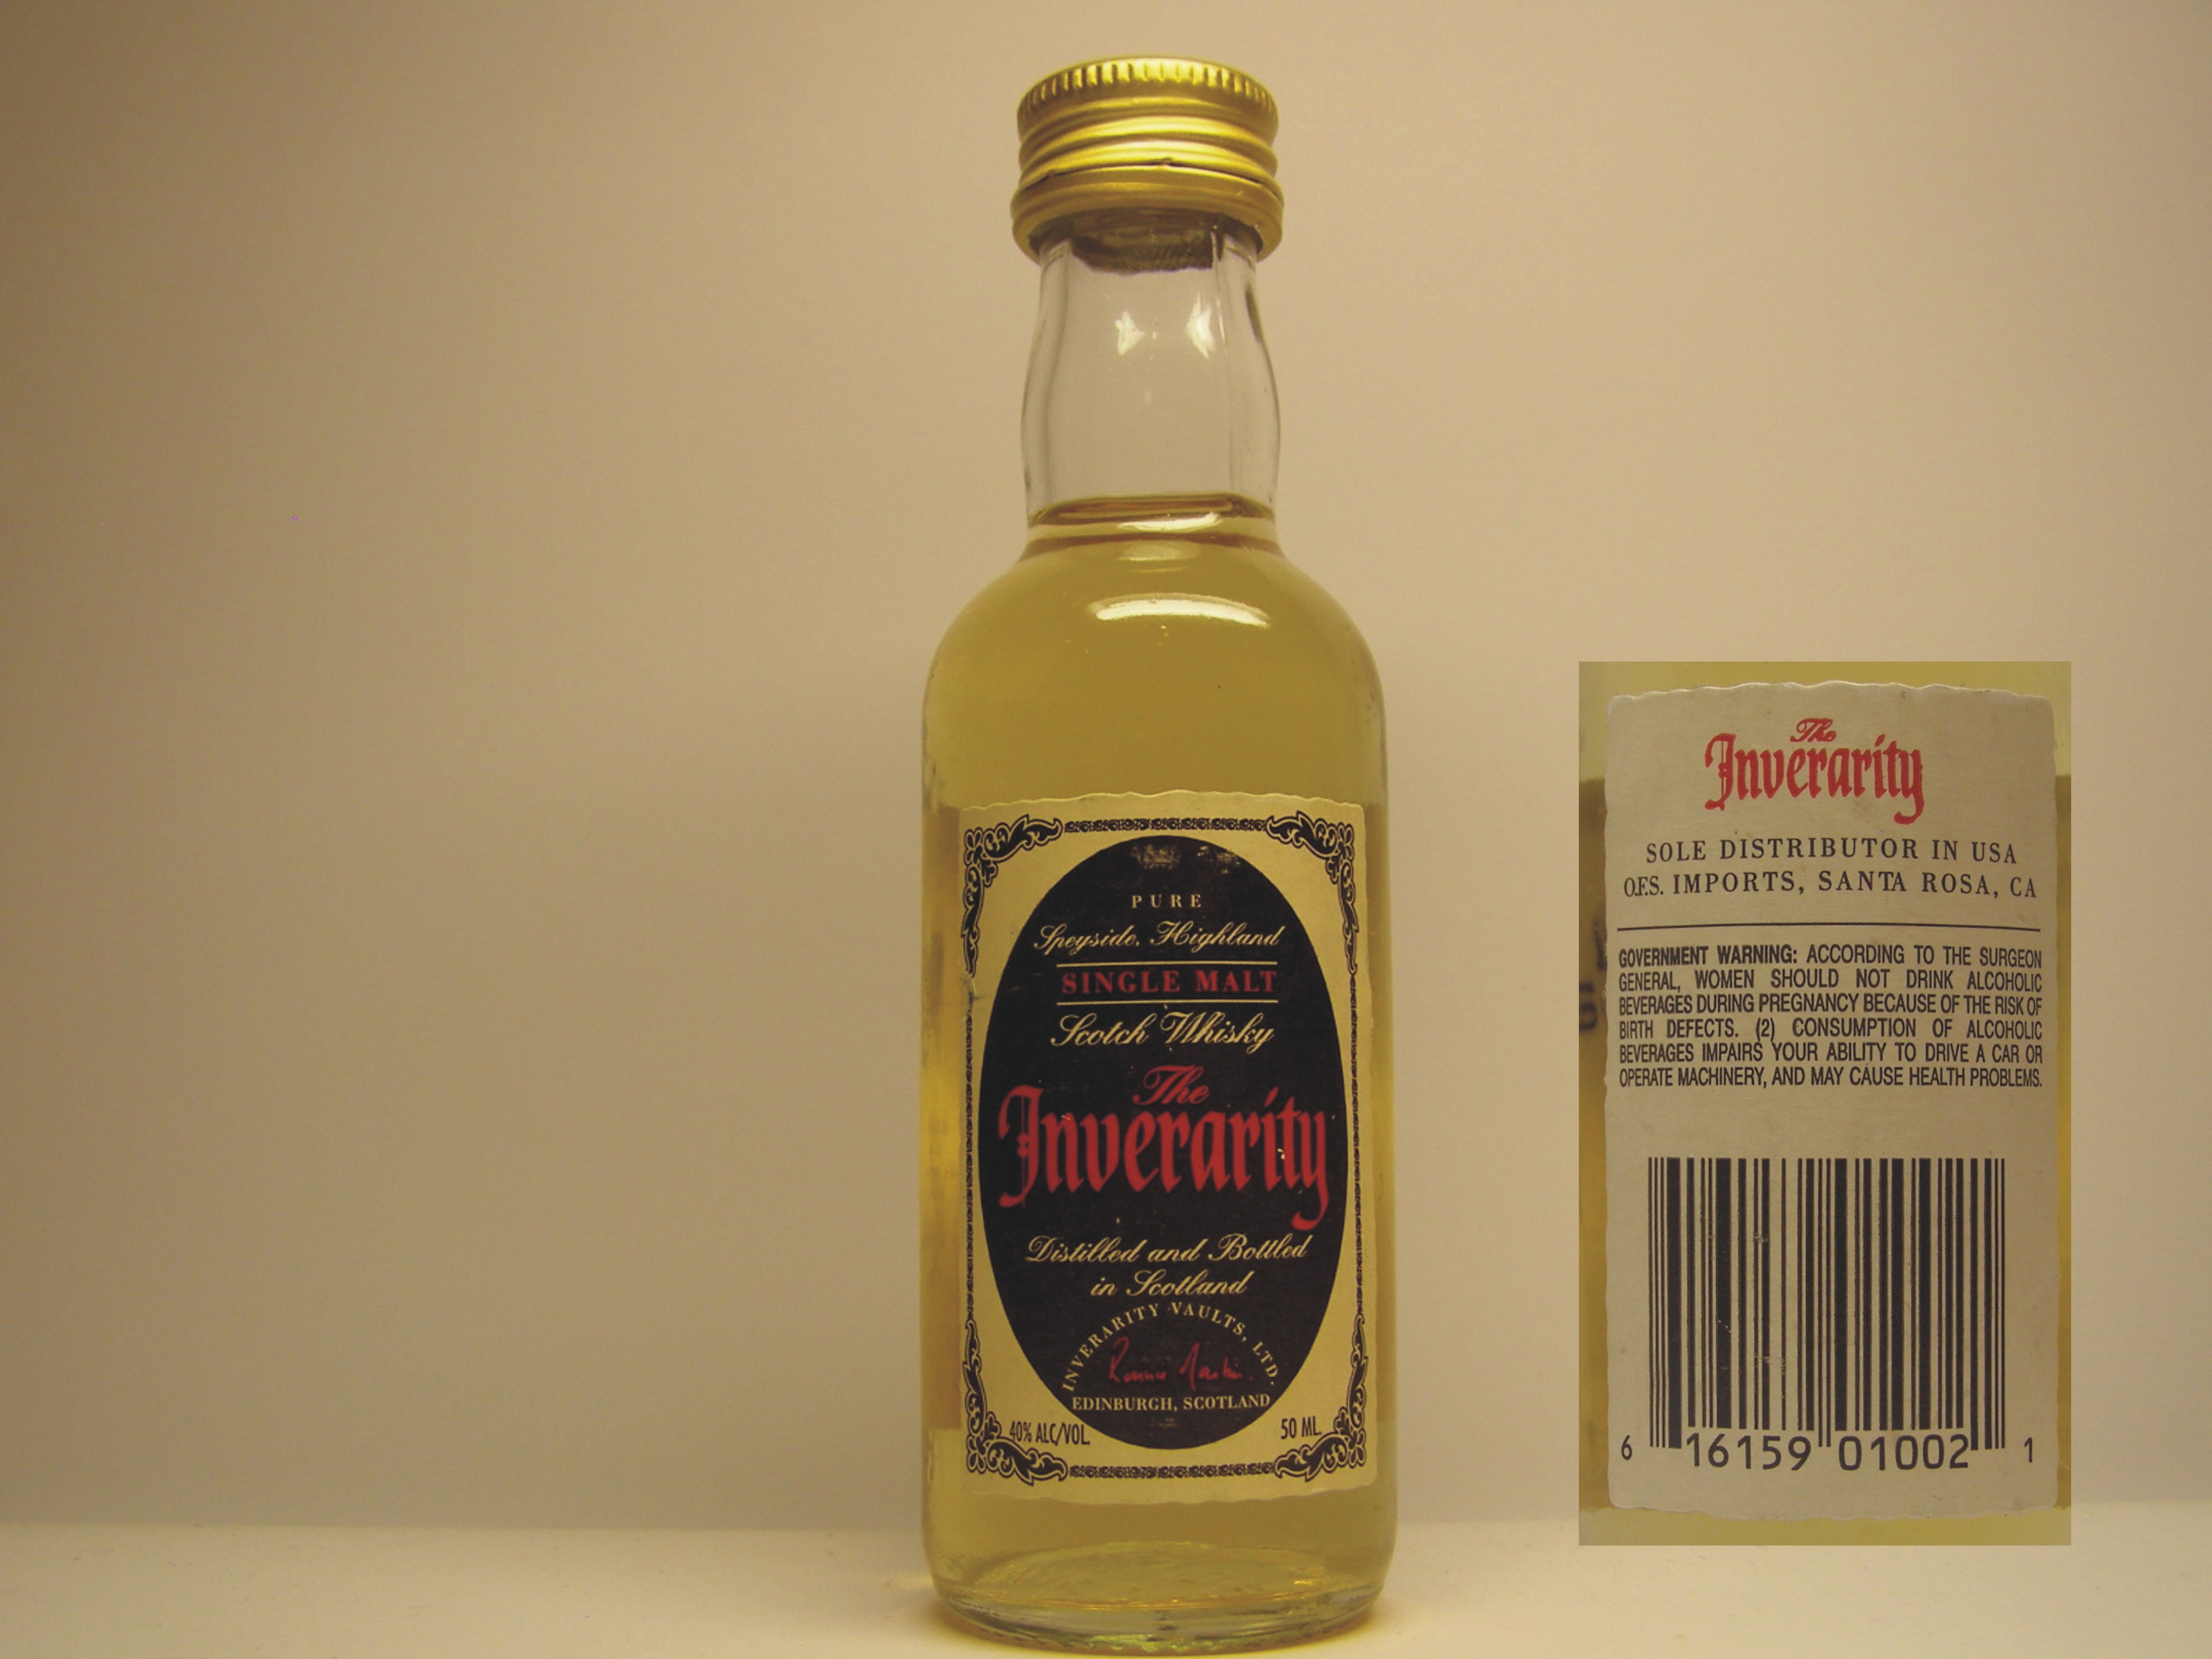 PURE
Speyside, Highland
SINGLE MALT
Scotch Whisky
The
Inverarity
Distilled and Bottled
in Scotland
INVERARITY VAULTS, LTD.
EDINBURGH, SCOTLAND
40% ALC/VOL.
50 ML.
The
Inverarity
SOLE DISTRIBUTOR IN USA
O.F.S. IMPORTS, SANTA ROSA, CA
GOVERNMENT WARNING: ACCORDING TO THE SURGEON
GENERAL, WOMEN SHOULD NOT DRINK ALCOHOLIC
BEVERAGES DURING PREGNANCY BECAUSE OF THE RISK OF
BIRTH DEFECTS. (2) CONSUMPTION OF ALCOHOLIC
BEVERAGES IMPAIRS YOUR ABILITY TO DRIVE A CAR OR
OPERATE MACHINERY, AND MAY CAUSE HEALTH PROBLEMS.
6 16159 01002 1